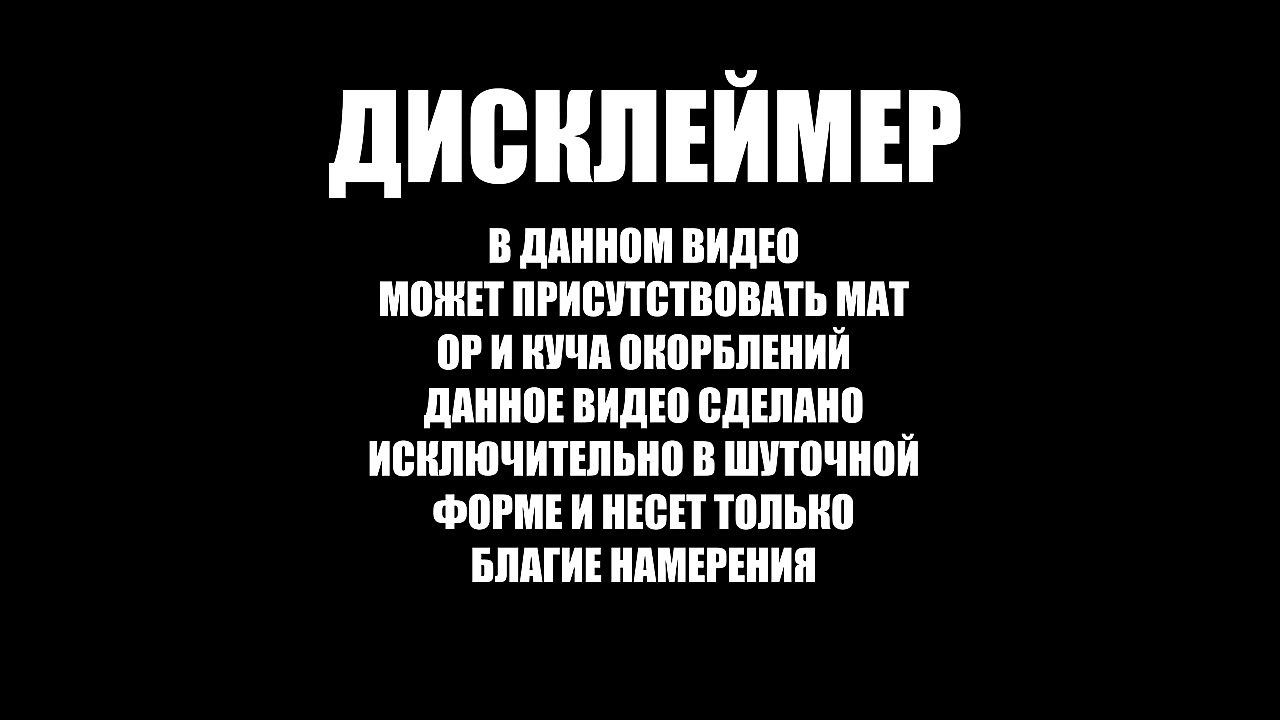 ДИСКЛЕЙМЕР
В ДАННОМ ВИДЕО
МОЖЕТ ПРИСУТСТВОВАТЬ МАТ
ОР И КУЧА ОКОРБЛЕНИЙ
ДАННОЕ ВИДЕО СДЕЛАНО
ИСКЛЮЧИТЕЛЬНО В ШУТОЧНОЙ
ФОРМЕ И НЕСЕТ ТОЛЬКО
БЛАГИЕ НАМЕРЕНИЯ